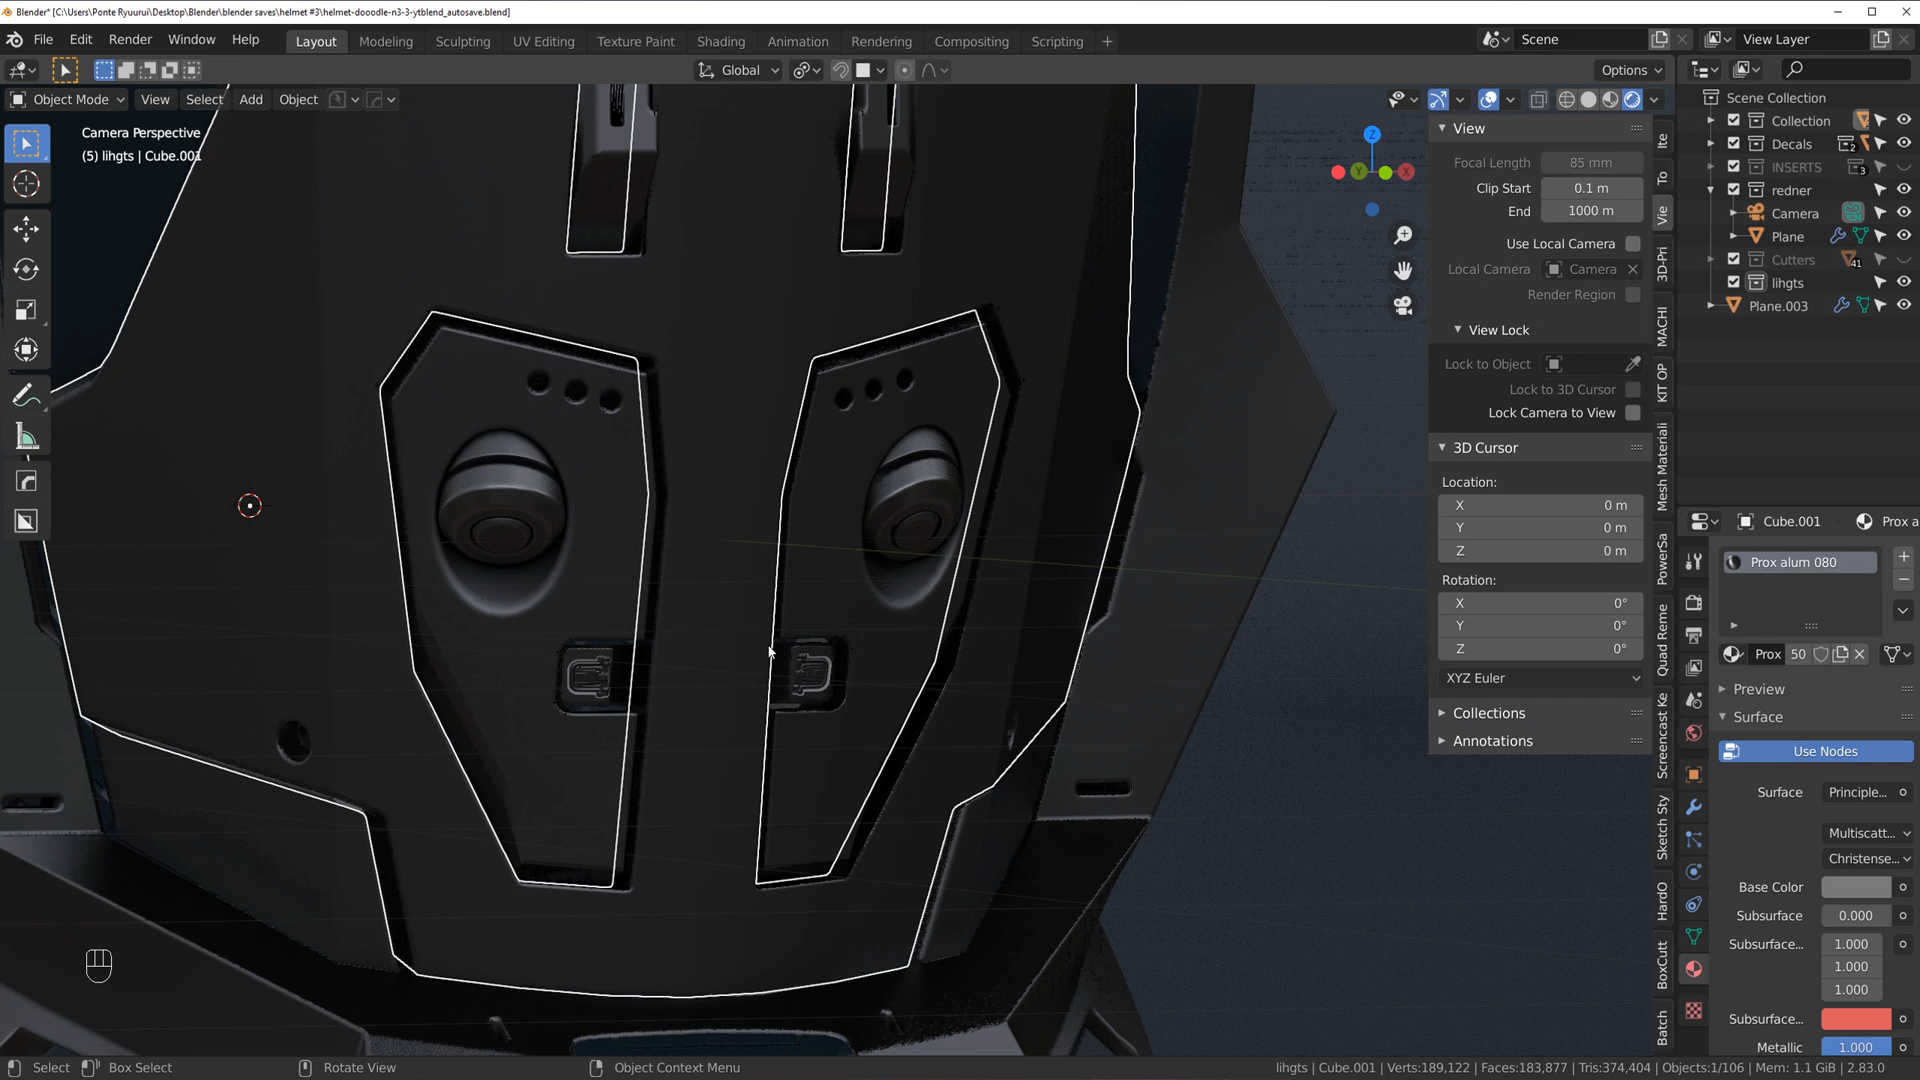 Blender* [C:\Users\Ponte Ryuurui\Desktop\Blender\blender saves\helmet #3\helmet-dooodle-n3-3-ytblend_autosave.blend]
File Edit Render Window Help Layout Modeling Sculpting UV Editing Texture Paint Shading Animation Rendering Compositing Scripting + Scene View Layer
Global Options
Object Mode View Select Add Object
Camera Perspective
(5) lihgts | Cube.001
Z
Y
X
View
Focal Length 85 mm
Clip Start 0.1 m
End 1000 m
Use Local Camera
Local Camera Camera
Render Region
View Lock
Lock to Object
Lock to 3D Cursor
Lock Camera to View
3D Cursor
Location:
X 0 m
Y 0 m
Z 0 m
Rotation:
X 0°
Y 0°
Z 0°
XYZ Euler
Collections
Annotations
Ite
To
Vie
3D-Pri
MACHI
KIT OP
Mesh Materiali
PowerSa
Quad Reme
Screencast Ke
Sketch Sty
HardO
BoxCutt
Batch
Scene Collection
Collection
Decals 2
INSERTS 3
redner
Camera
Plane
Cutters 41
lihgts
Plane.003
Cube.001 Prox a
Prox alum 080
Prox 50
Preview
Surface
Use Nodes
Surface Principle...
Multiscatt...
Christense...
Base Color
Subsurface 0.000
Subsurface... 1.000
1.000
1.000
Subsurface...
Metallic 1.000
Select Box Select Rotate View Object Context Menu
lihgts | Cube.001 | Verts:189,122 | Faces:183,877 | Tris:374,404 | Objects:1/106 | Mem: 1.1 GiB | 2.83.0